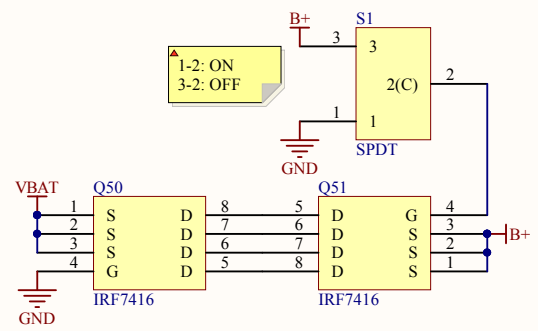 B+ S1
3 3
1-2: ON
3-2: OFF
2(C) 2
1 1
GND SPDT
VBAT Q50 Q51
1 S D 8 5 D G 4
2 S D 7 6 D S 3 B+
3 S D 6 7 D S 2
4 G D 5 8 D S 1
IRF7416 IRF7416
GND